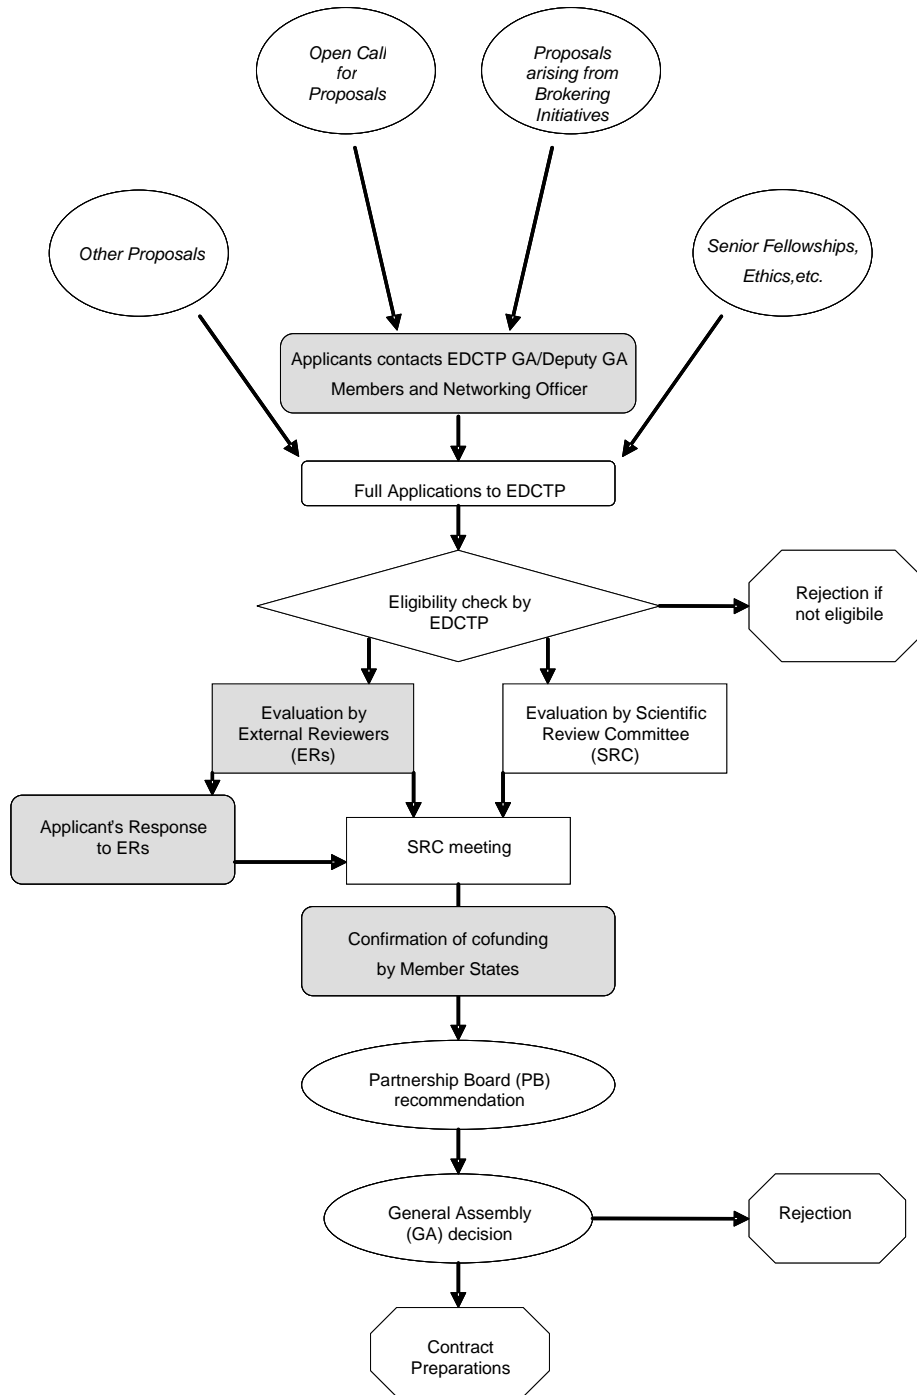 Open Call
for
Proposals
Proposals
arising from
Brokering
Initiatives
Other Proposals
Senior Fellowships,
Ethics,etc.
Applicants contacts EDCTP GA/Deputy GA
Members and Networking Officer
Full Applications to EDCTP
Eligibility check by
EDCTP
Rejection if
not eligibile
Evaluation by
External Reviewers
(ERs)
Evaluation by Scientific
Review Committee
(SRC)
Applicant's Response
to ERs
SRC meeting
Confirmation of cofunding
by Member States
Partnership Board (PB)
recommendation
General Assembly
(GA) decision
Rejection
Contract
Preparations